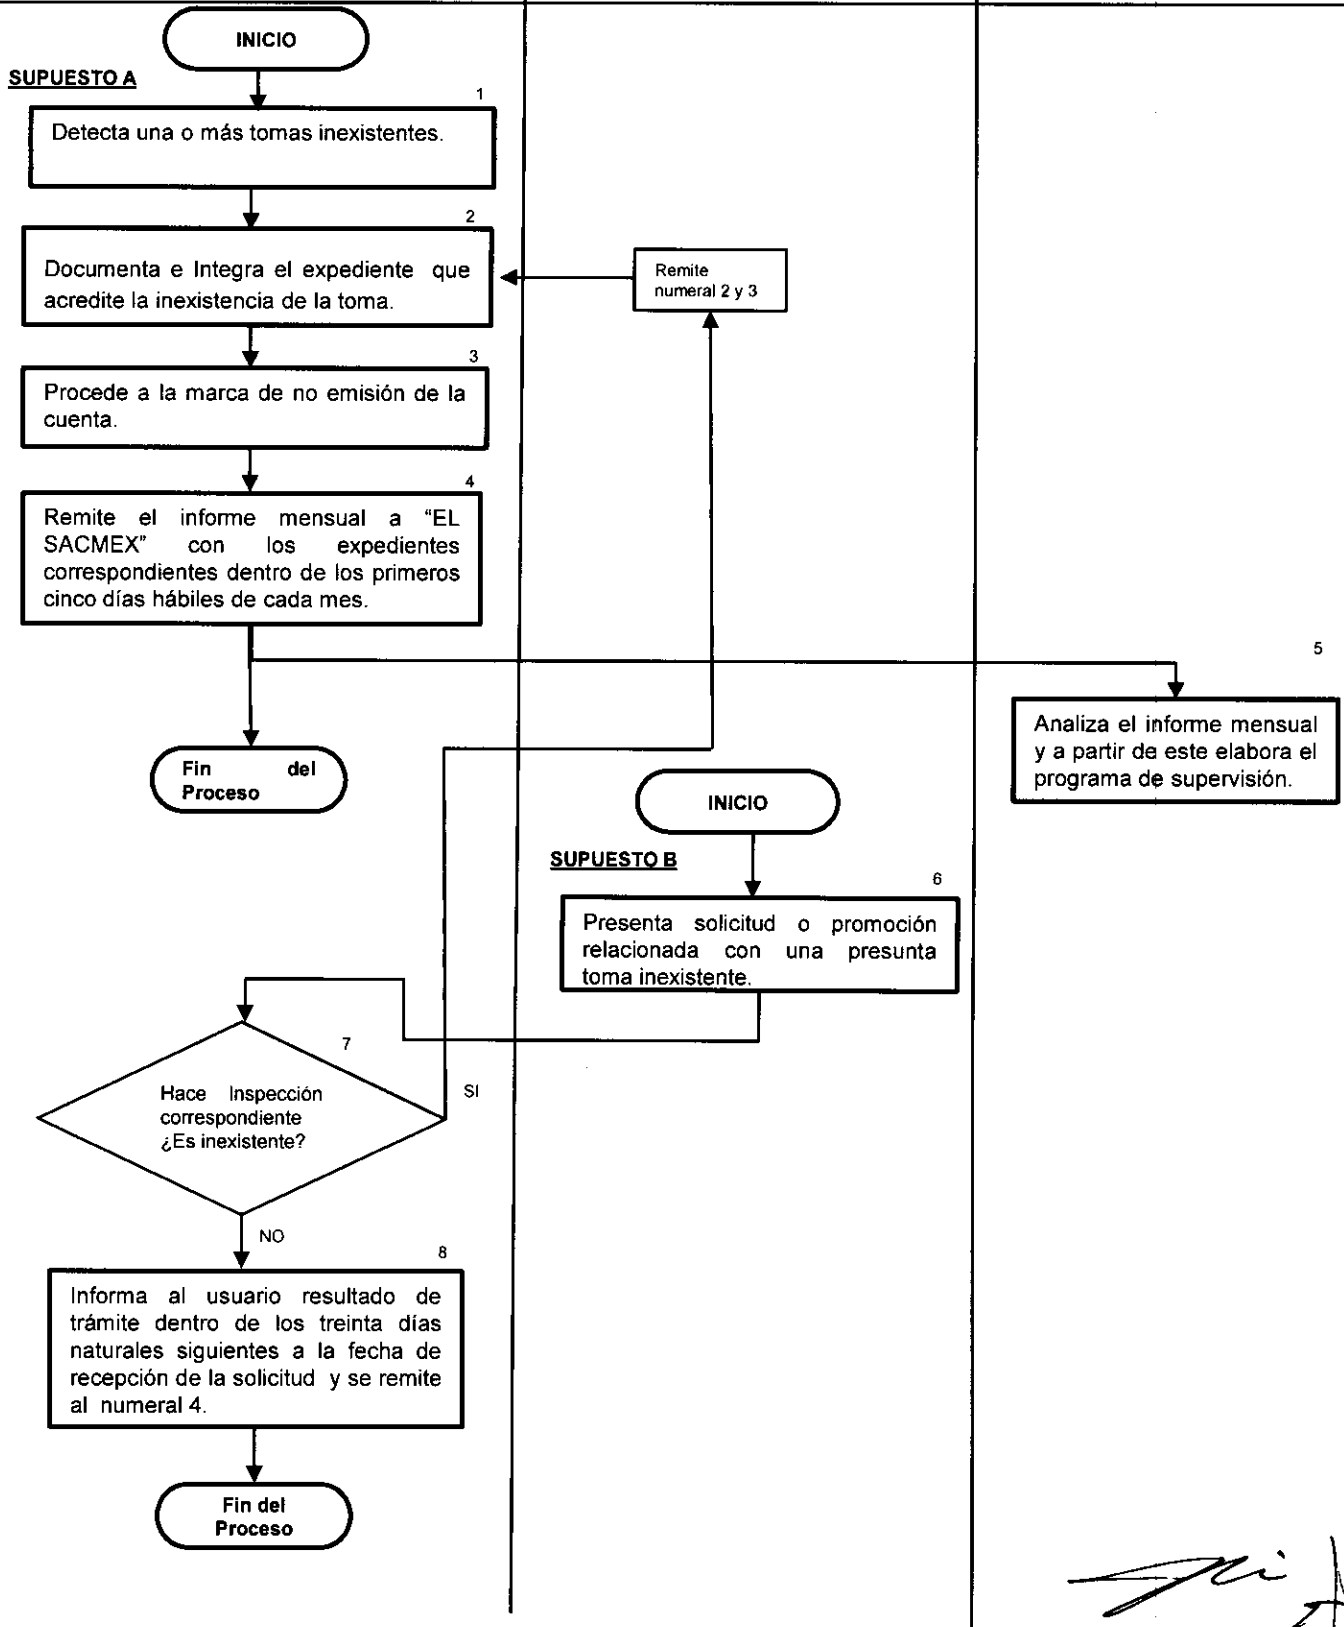 INICIO
SUPUESTO A
1
Detecta una o más tomas inexistentes.
2
Documenta e Integra el expediente que
acredite la inexistencia de la toma.
Remite
numeral 2 y 3
3
Procede a la marca de no emisión de la
cuenta.
4
Remite el informe mensual a “EL
SACMEX” con los expedientes
correspondientes dentro de los primeros
cinco días hábiles de cada mes.
5
Analiza el informe mensual
y a partir de este elabora el
programa de supervisión.
Fin del
Proceso
INICIO
SUPUESTO B
6
Presenta solicitud o promoción
relacionada con una presunta
toma inexistente.
7
Hace Inspección
correspondiente
¿Es inexistente?
SI
NO
8
Informa al usuario resultado de
trámite dentro de los treinta días
naturales siguientes a la fecha de
recepción de la solicitud y se remite
al numeral 4.
Fin del
Proceso